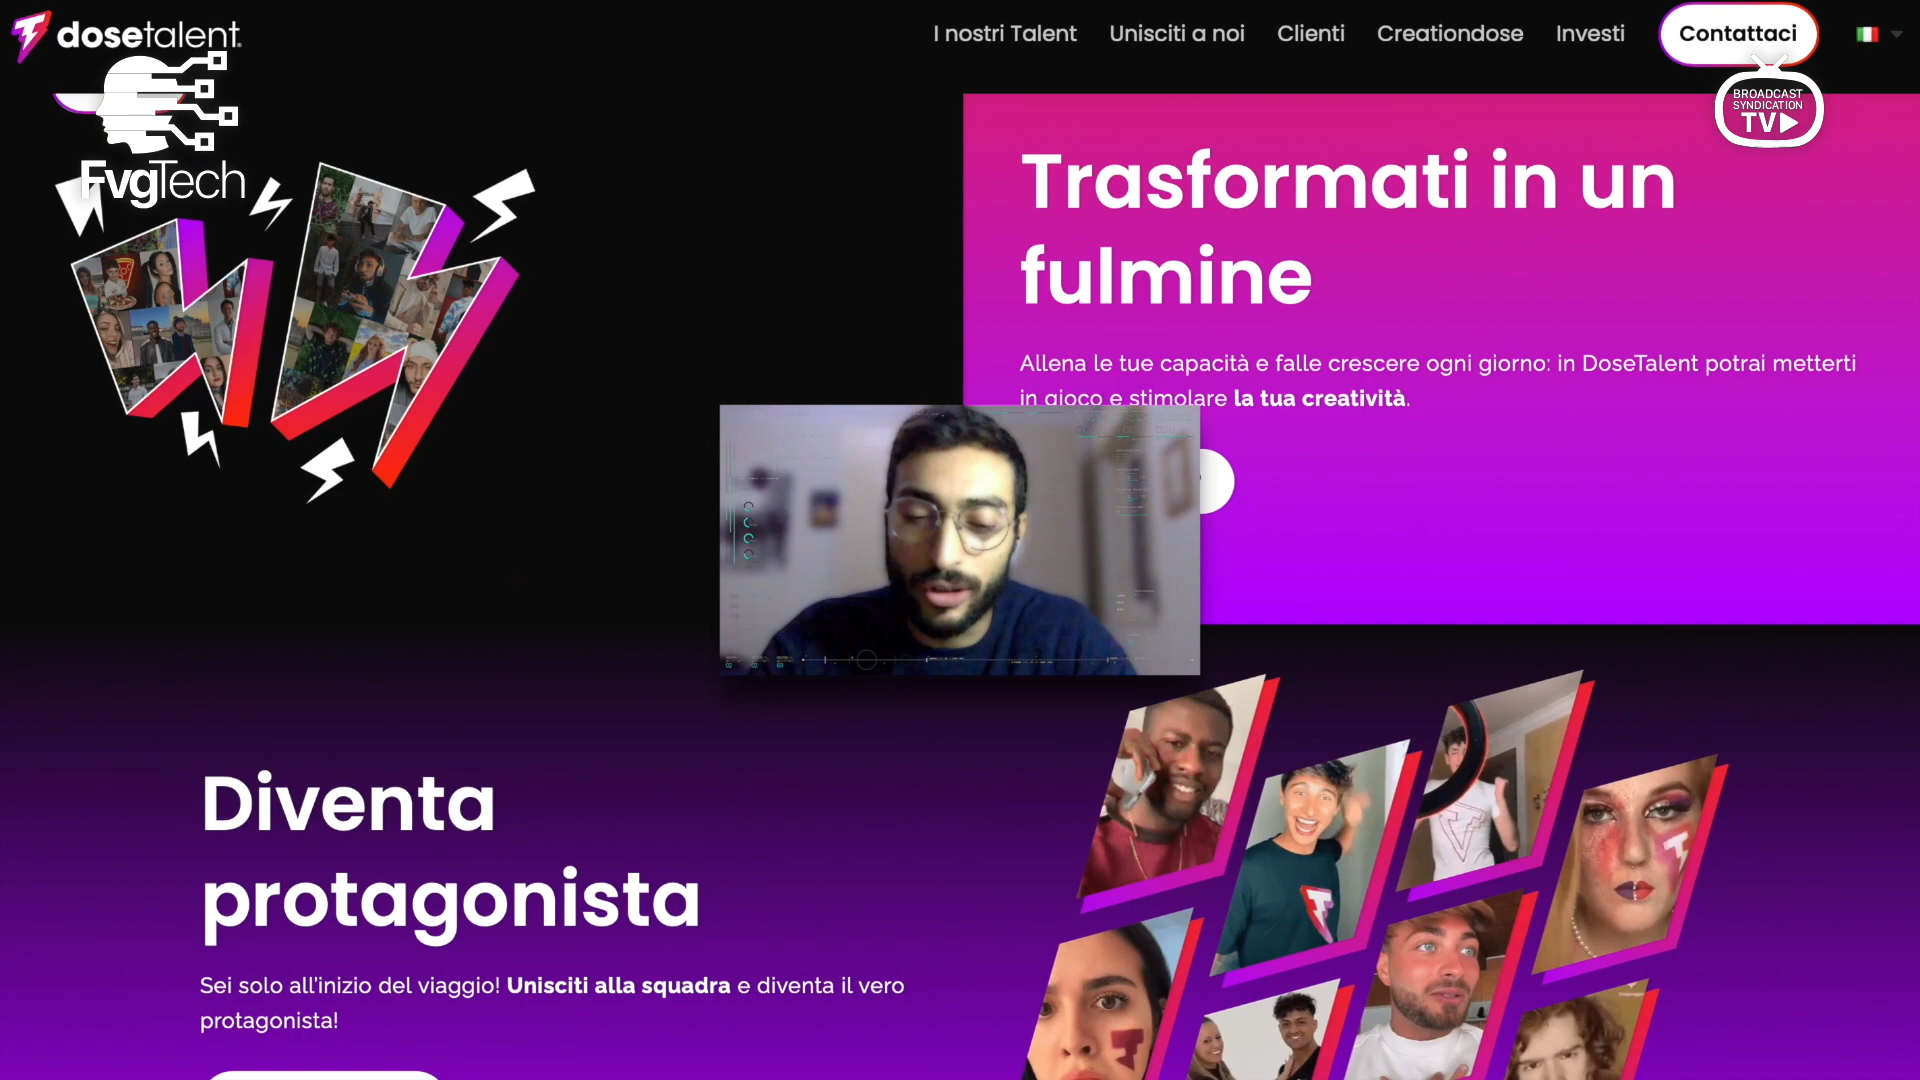 dosetalent
I nostri Talent
Unisciti a noi
Clienti
Creationdose
Investi
Contattaci
FvgTech
BROADCAST
SYNDICATION
TV
Trasformati in un
fulmine
Allena le tue capacità e falle crescere ogni giorno: in DoseTalent potrai metterti
in gioco e stimolare la tua creatività.
Diventa
protagonista
Sei solo all'inizio del viaggio! Unisciti alla squadra e diventa il vero
protagonista!